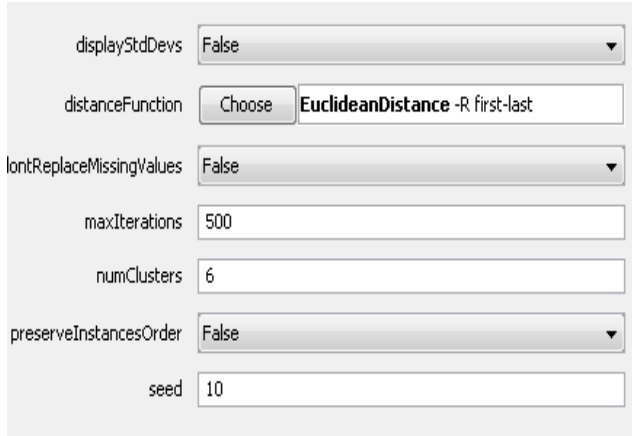 displayStdDevs False
distanceFunction Choose EuclideanDistance -R first-last
lontReplaceMissingValues False
maxIterations 500
numClusters 6
preserveInstancesOrder False
seed 10